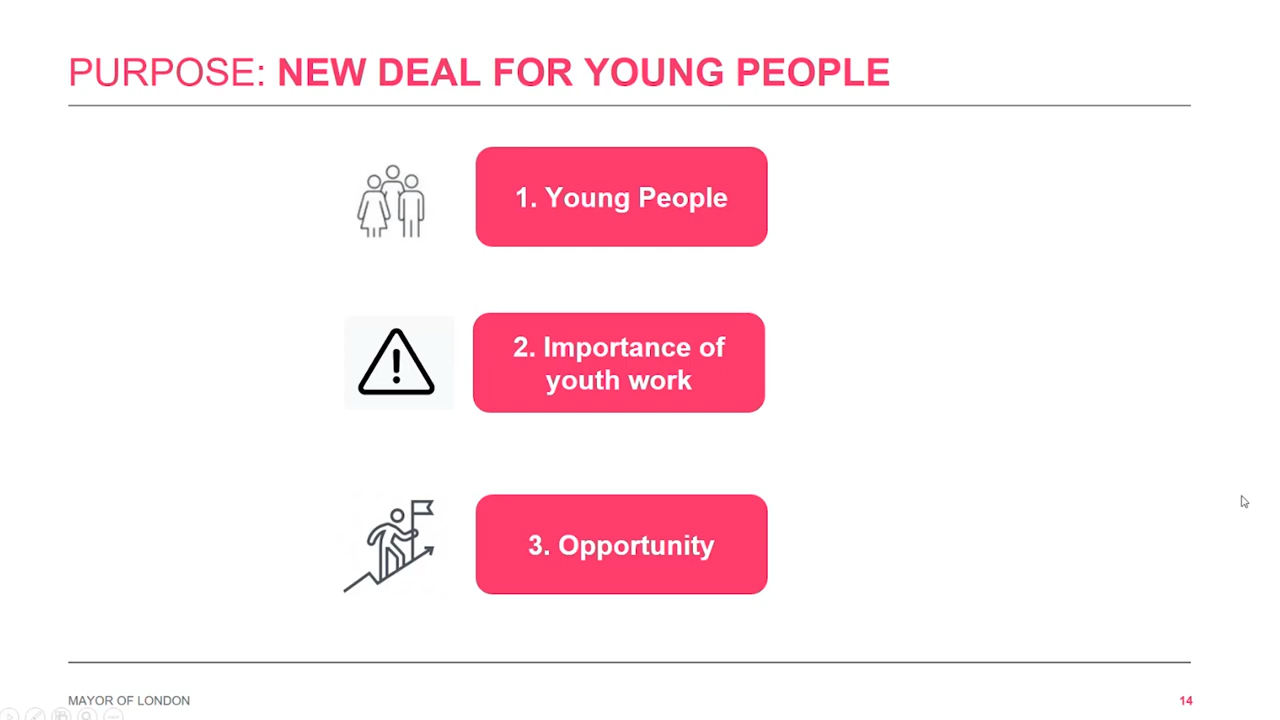 PURPOSE: NEW DEAL FOR YOUNG PEOPLE
1. Young People
2. Importance of
youth work
3. Opportunity
MAYOR OF LONDON
14